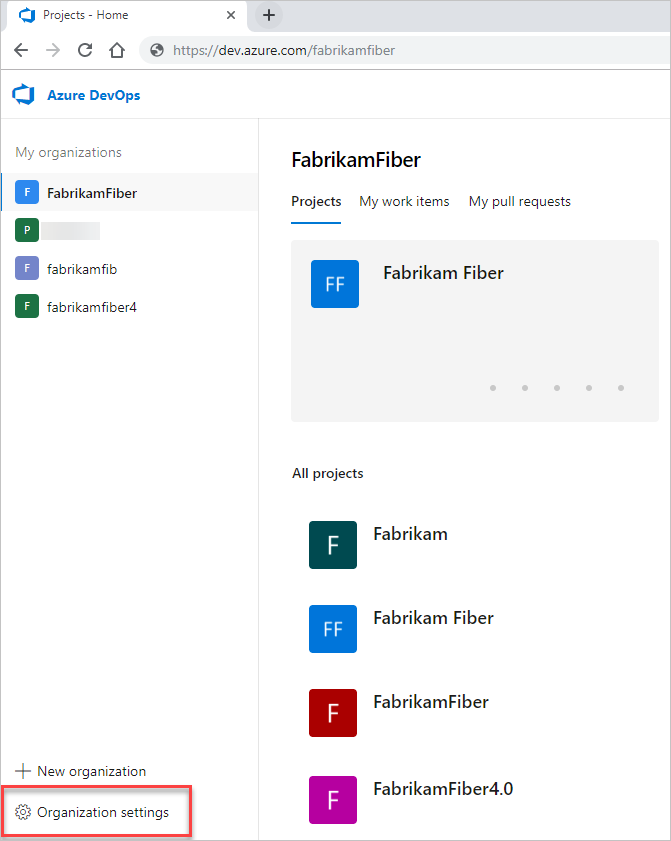 Projects - Home
https://dev.azure.com/fabrikamfiber
Azure DevOps
My organizations
F FabrikamFiber
P
F fabrikamfib
F fabrikamfiber4
New organization
Organization settings
FabrikamFiber
Projects My work items My pull requests
FF Fabrikam Fiber
All projects
F Fabrikam
FF Fabrikam Fiber
F FabrikamFiber
F FabrikamFiber4.0